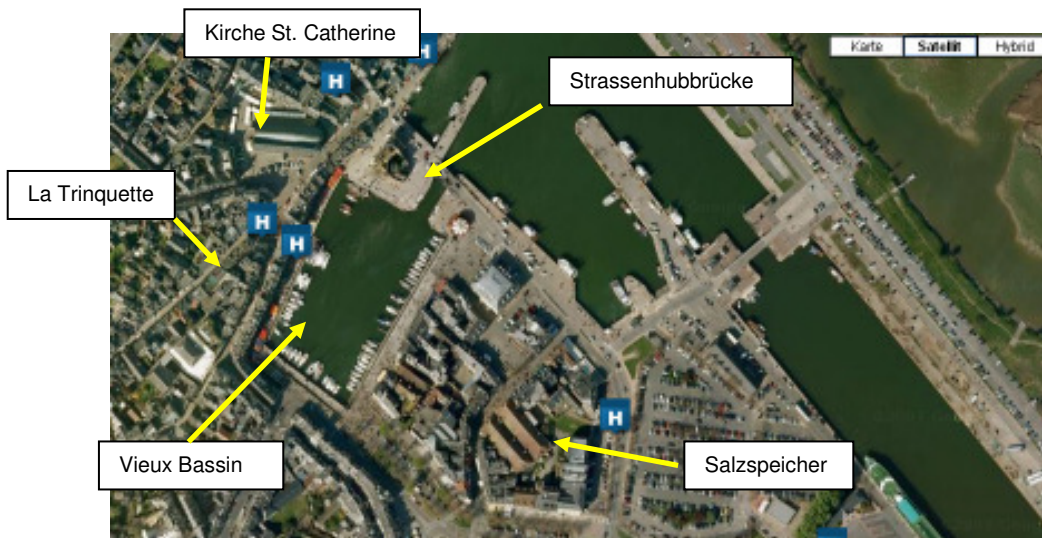 Kirche St. Catherine
H
Karte
Satellit
Hybrid
H
Strassenhubbrücke
La Trinquette
H
H
H
Vieux Bassin
Salzspeicher